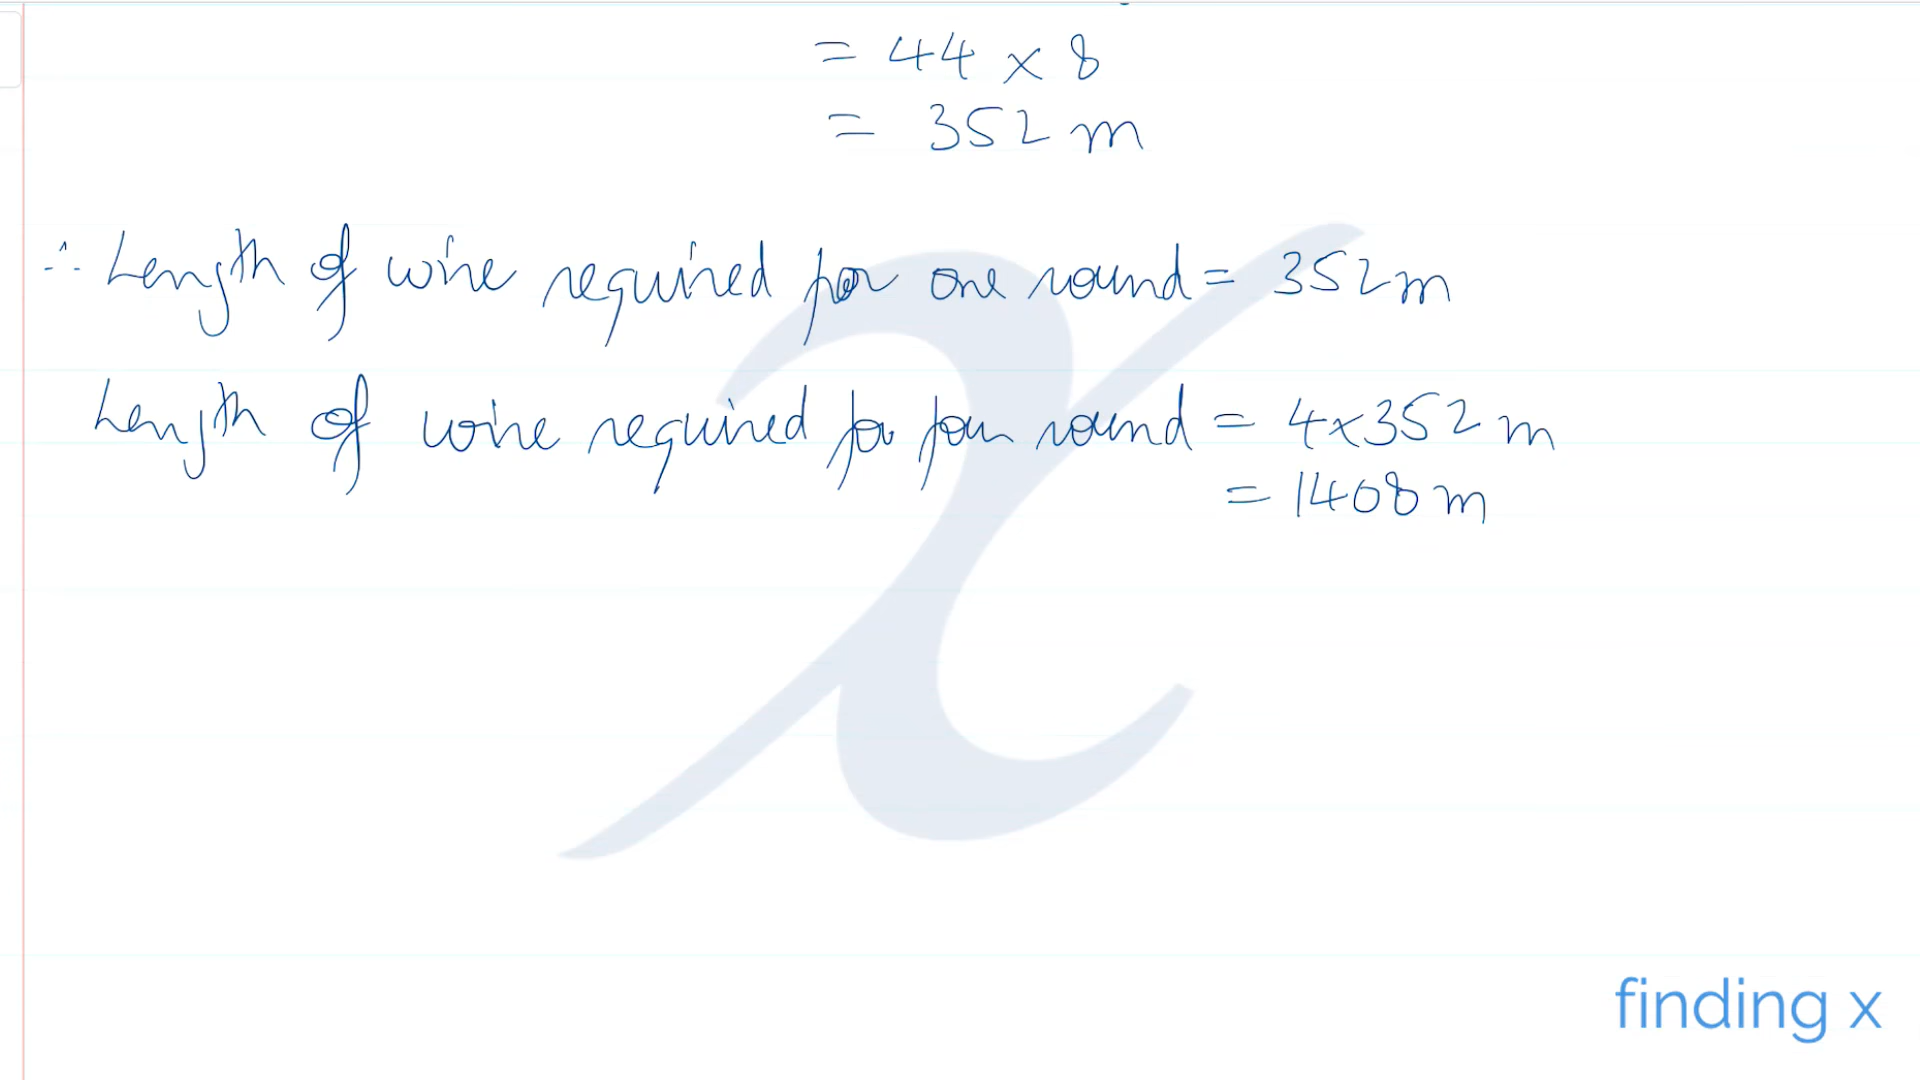 = 44 × 8
= 352 m
∴ Length of wire required for one round = 352 m
Length of wire required for four round = 4×352 m
= 1408 m
finding x